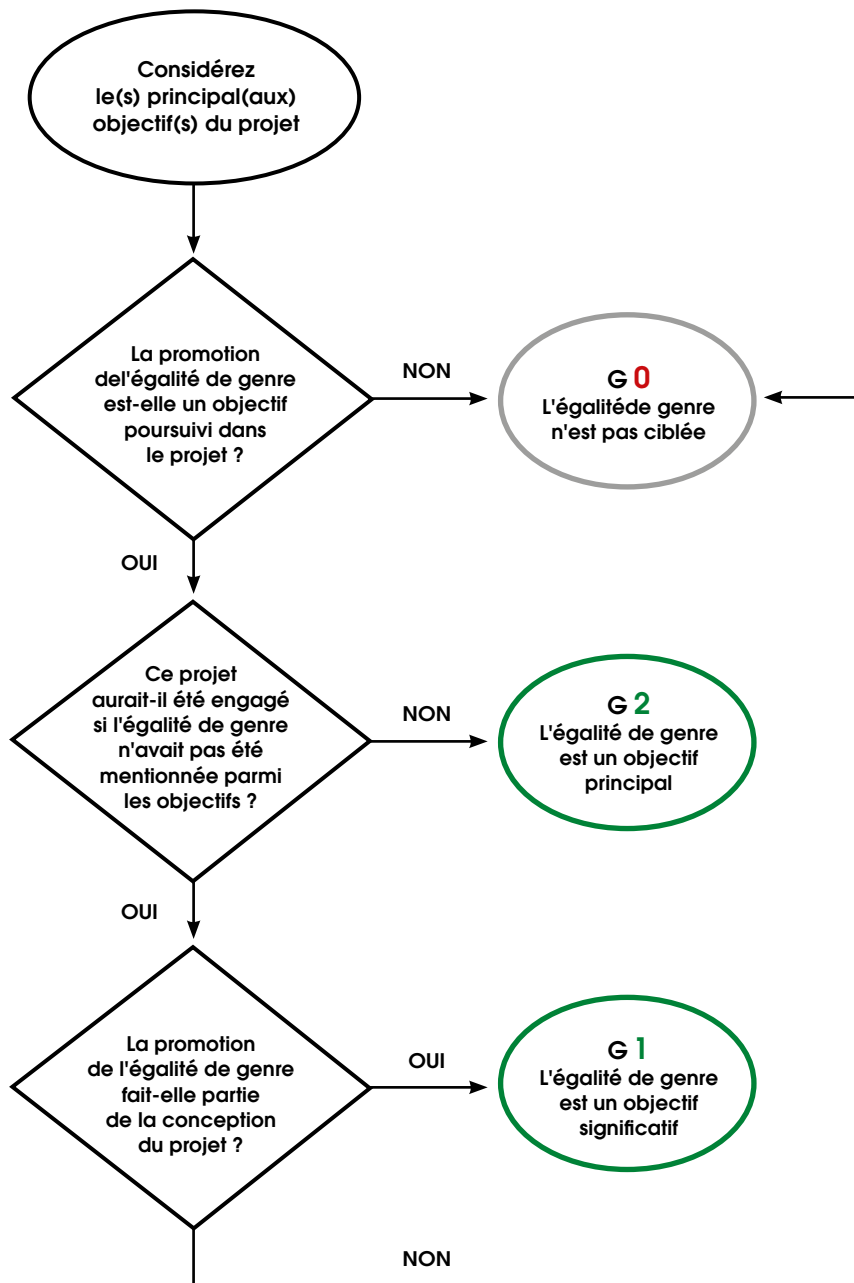 Considérez
le(s) principal(aux)
objectif(s) du projet
La promotion
del'égalité de genre
est-elle un objectif
poursuivi dans
le projet ?
NON
G 0
L'égalitéde genre
n'est pas ciblée
OUI
Ce projet
aurait-il été engagé
si l'égalité de genre
n'avait pas été
mentionnée parmi
les objectifs ?
NON
G 2
L'égalité de genre
est un objectif
principal
OUI
La promotion
de l'égalité de genre
fait-elle partie
de la conception
du projet ?
OUI
G 1
L'égalité de genre
est un objectif
significatif
NON